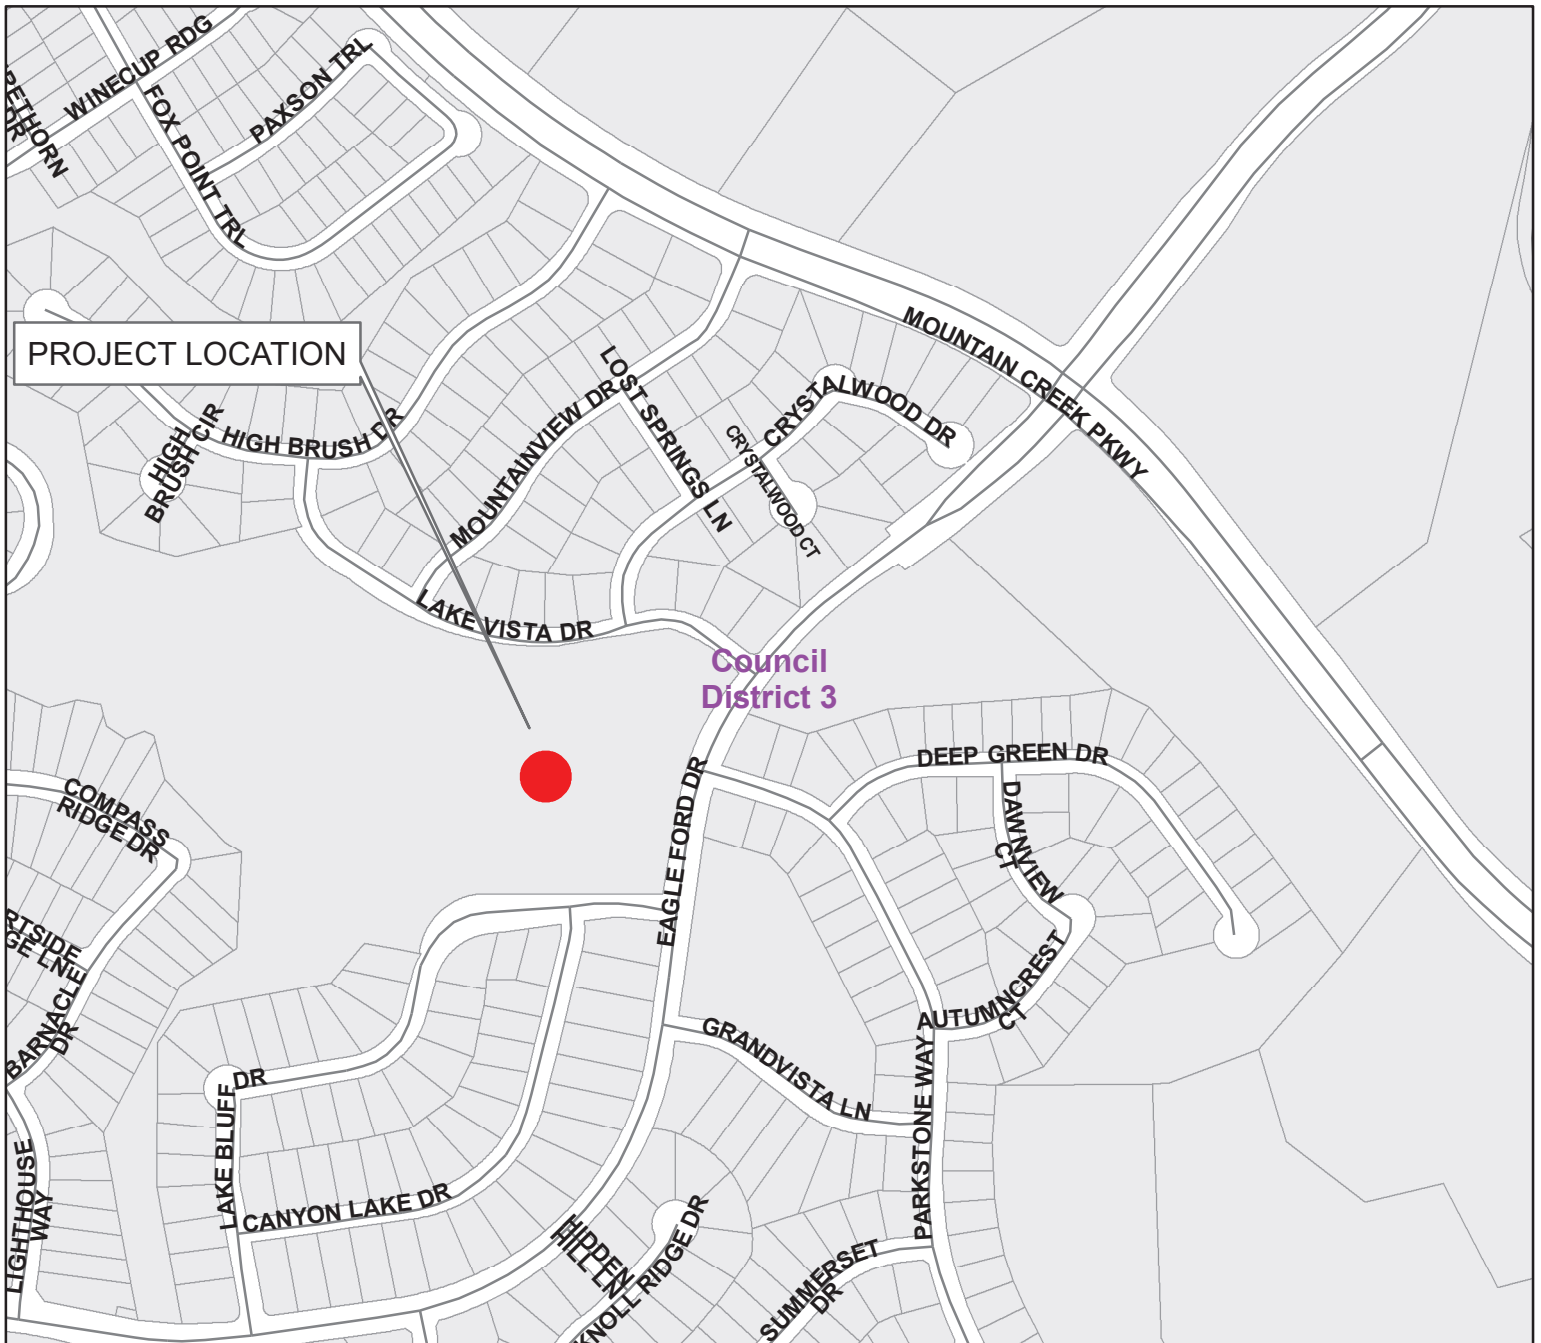 WINECUP RDG
PAXSON TRL
DR
FOX POINT TRL
PROJECT LOCATION
HIGH
BRUSH CIR
HIGH BRUSH DR
MOUNTAINVIEW DR
LOST SPRINGS LN
CRYSTALWOOD DR
CRYSTALWOOD CT
MOUNTAIN CREEK PKWY
LAKE VISTA DR
Council
District 3
EAGLE FORD DR
DEEP GREEN DR
DAWNVIEW
CT
COMPASS
RIDGE DR
BARNACLE
DR
LIGHTHOUSE
WAY
LAKE BLUFF DR
CANYON LAKE DR
GRANDVISTA LN
AUTUMNCREST
CT
PARKSTONE WAY
HIDDEN
HILL LN
KNOLL RIDGE DR
SUMMERSET
DR